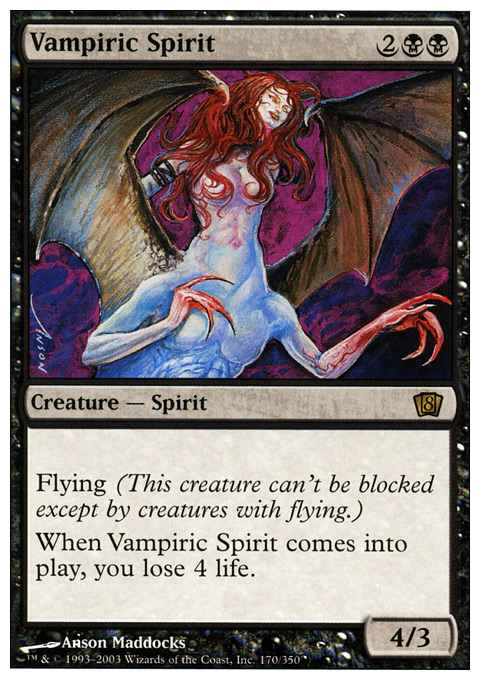 Vampiric Spirit 2
ANSON
Creature — Spirit 8
Flying (This creature can't be blocked
except by creatures with flying.)
When Vampiric Spirit comes into
play, you lose 4 life.
4/3
Anson Maddocks
™ & © 1993–2003 Wizards of the Coast, Inc. 170/350